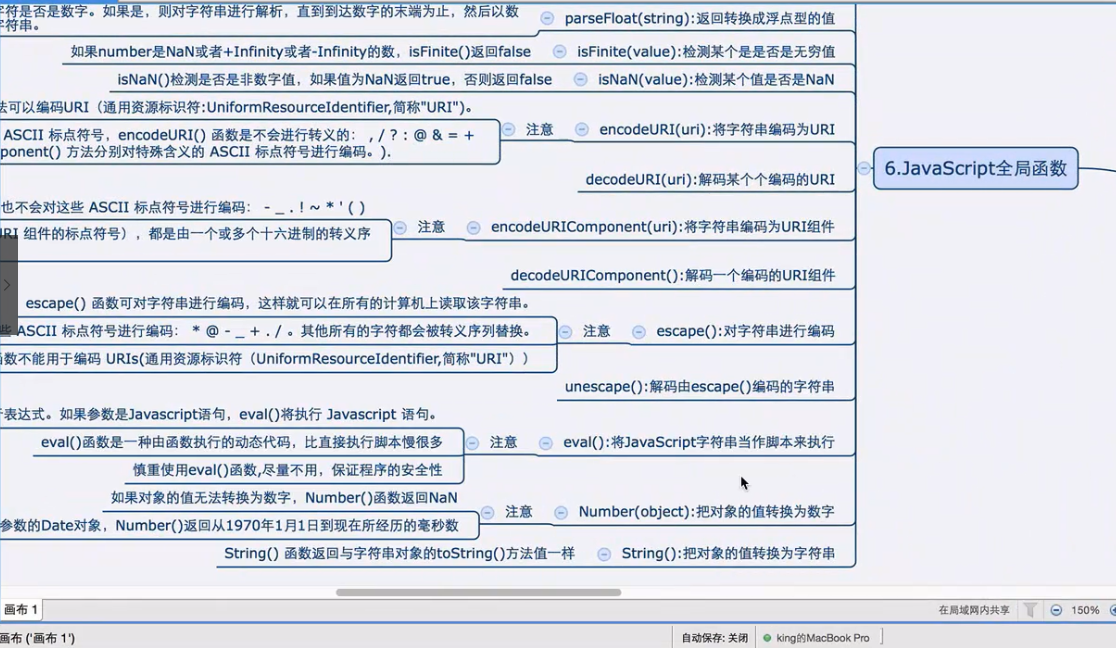 符是否是数字。如果是，则对字符串进行解析，直到到达数字的末端为止，然后以数
字符串。
parseFloat(string):返回转换成浮点型的值
如果number是NaN或者+Infinity或者-Infinity的数，isFinite()返回false
isFinite(value):检测某个是是否是无穷值
isNaN()检测是否是非数字值，如果值为NaN返回true，否则返回false
isNaN(value):检测某个值是否是NaN
法可以编码URI（通用资源标识符:UniformResourceIdentifier,简称"URI")。
ASCII 标点符号，encodeURI() 函数是不会进行转义的： , / ? : @ & = +
ponent() 方法分别对特殊含义的 ASCII 标点符号进行编码。).
注意
encodeURI(uri):将字符串编码为URI
6.JavaScript全局函数
decodeURI(uri):解码某个个编码的URI
也不会对这些 ASCII 标点符号进行编码： - _ . ! ~ * ' ( )
URI 组件的标点符号），都是由一个或多个十六进制的转义序
注意
encodeURIComponent(uri):将字符串编码为URI组件
decodeURIComponent():解码一个编码的URI组件
escape() 函数可对字符串进行编码，这样就可以在所有的计算机上读取该字符串。
些 ASCII 标点符号进行编码： * @ - _ + . / 。其他所有的字符都会被转义序列替换。
函数不能用于编码 URIs(通用资源标识符（UniformResourceIdentifier,简称"URI"））
注意
escape():对字符串进行编码
unescape():解码由escape()编码的字符串
表达式。如果参数是Javascript语句，eval()将执行 Javascript 语句。
eval()函数是一种由函数执行的动态代码，比直接执行脚本慢很多
慎重使用eval()函数,尽量不用，保证程序的安全性
注意
eval():将JavaScript字符串当作脚本来执行
如果对象的值无法转换为数字，Number()函数返回NaN
参数的Date对象，Number()返回从1970年1月1日到现在所经历的毫秒数
注意
Number(object):把对象的值转换为数字
String() 函数返回与字符串对象的toString()方法值一样
String():把对象的值转换为字符串
画布 1
在局域网内共享
150%
画布 ('画布 1')
自动保存: 关闭
king的MacBook Pro